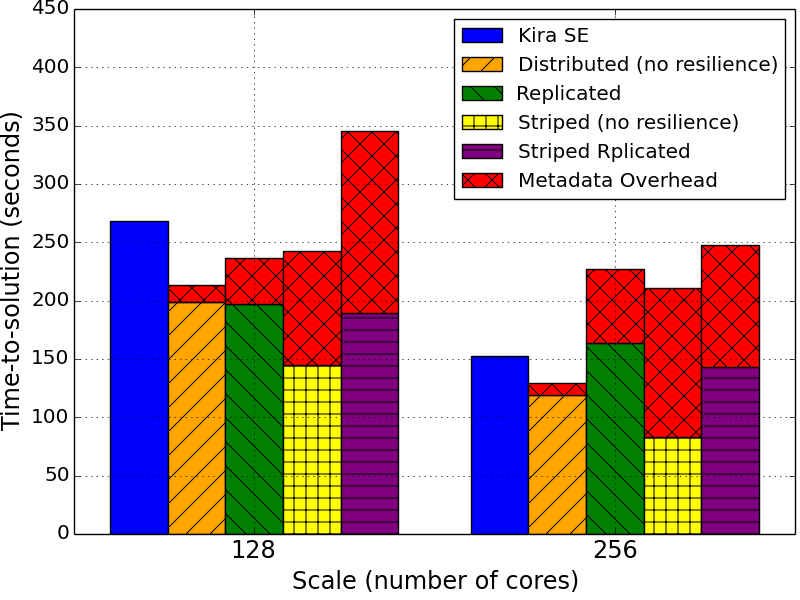 450
400
350
300
250
200
150
100
50
0
Time-to-solution (seconds)
Kira SE
Distributed (no resilience)
Replicated
Striped (no resilience)
Striped Rplicated
Metadata Overhead
128
256
Scale (number of cores)